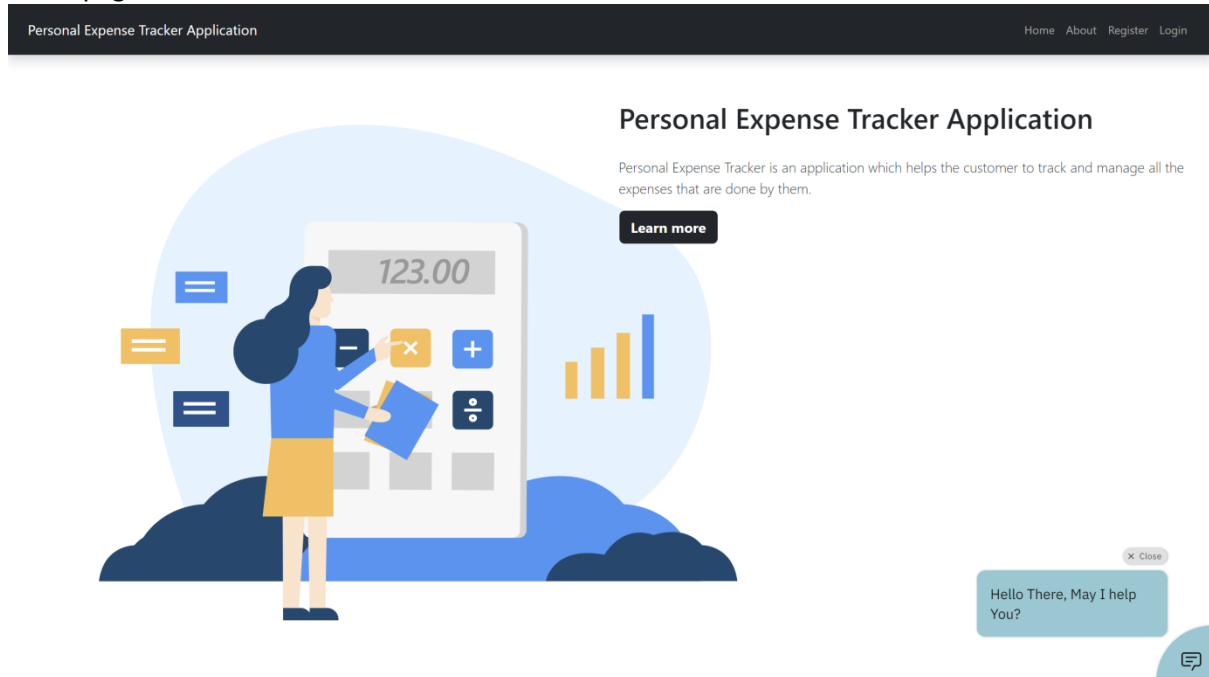 Personal Expense Tracker Application
Home About Register Login
Personal Expense Tracker Application
Personal Expense Tracker is an application which helps the customer to track and manage all the
expenses that are done by them.
Learn more
123.00
− × +
÷
× Close
Hello There, May I help
You?